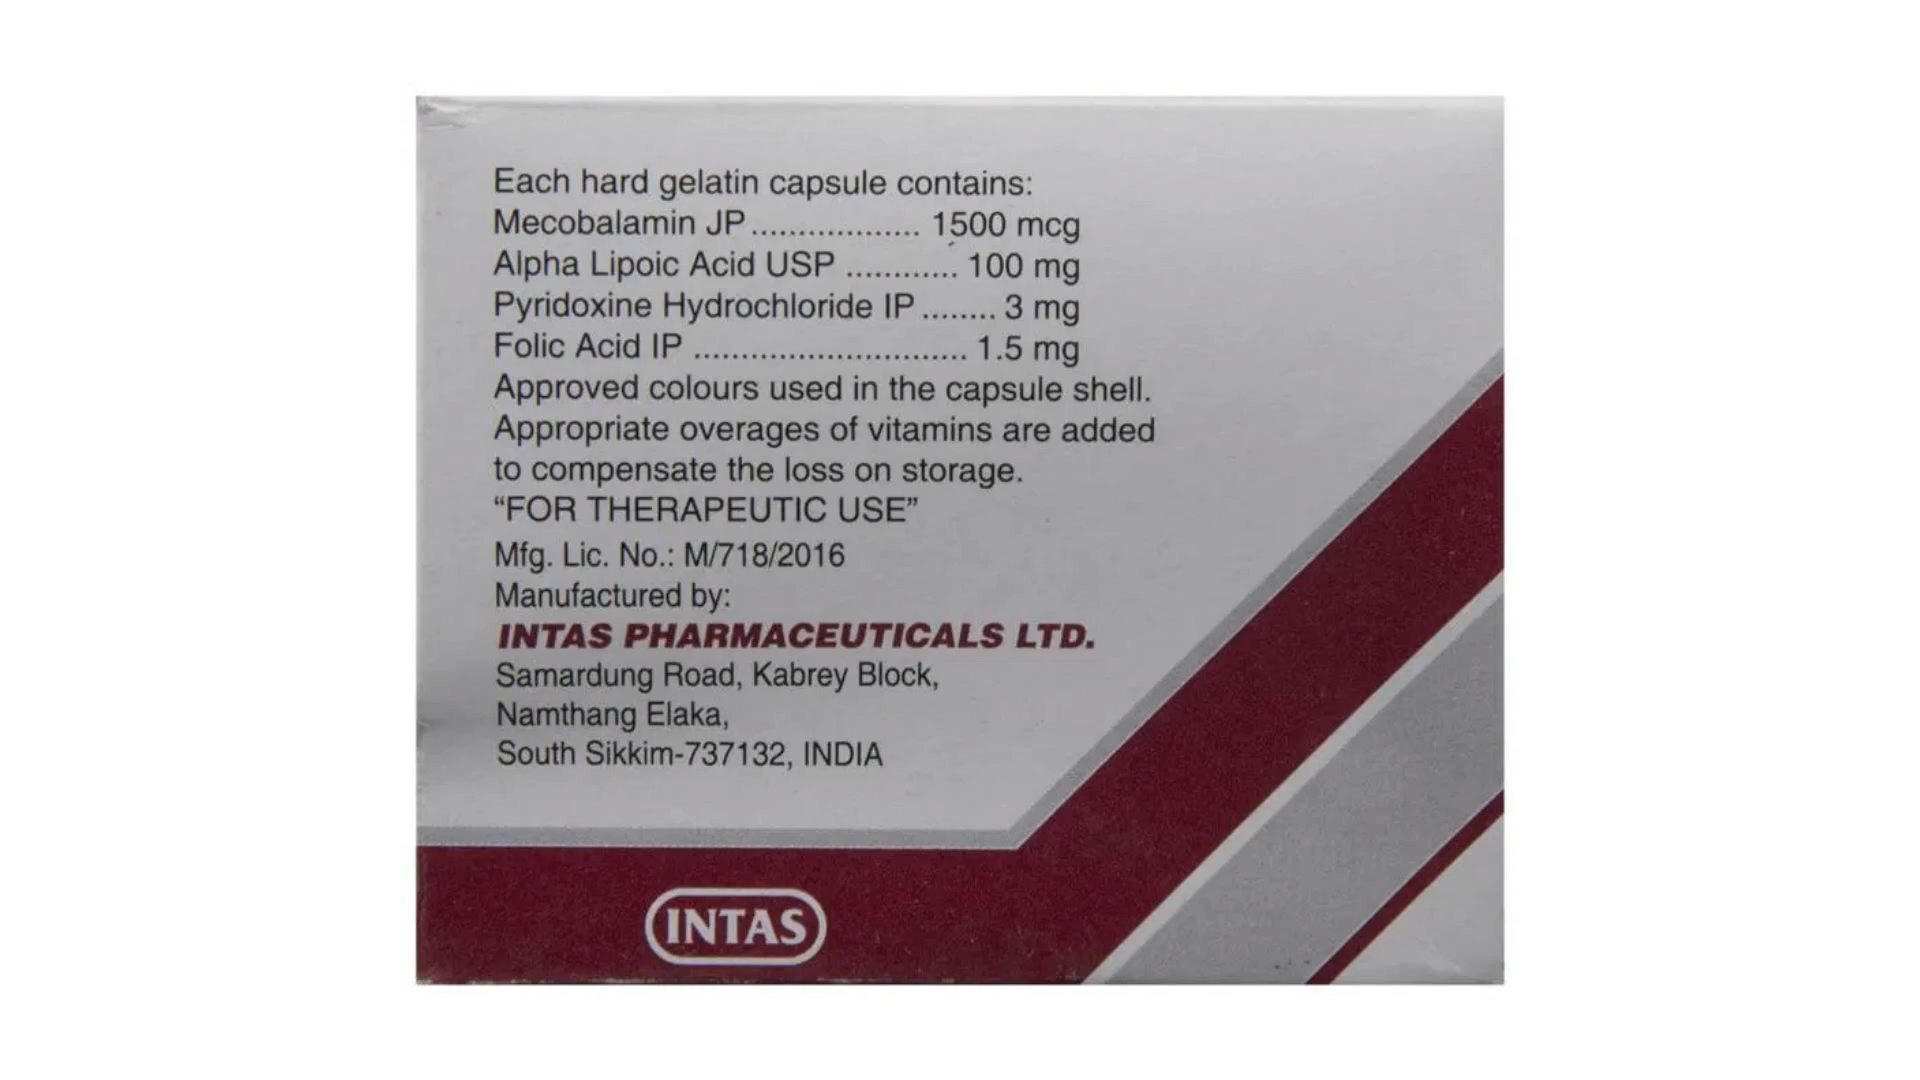 Each hard gelatin capsule contains:
Mecobalamin JP .................. 1500 mcg
Alpha Lipoic Acid USP ............ 100 mg
Pyridoxine Hydrochloride IP ........ 3 mg
Folic Acid IP ............................. 1.5 mg
Approved colours used in the capsule shell.
Appropriate overages of vitamins are added
to compensate the loss on storage.
“FOR THERAPEUTIC USE”
Mfg. Lic. No.: M/718/2016
Manufactured by:
INTAS PHARMACEUTICALS LTD.
Samardung Road, Kabrey Block,
Namthang Elaka,
South Sikkim-737132, INDIA
INTAS